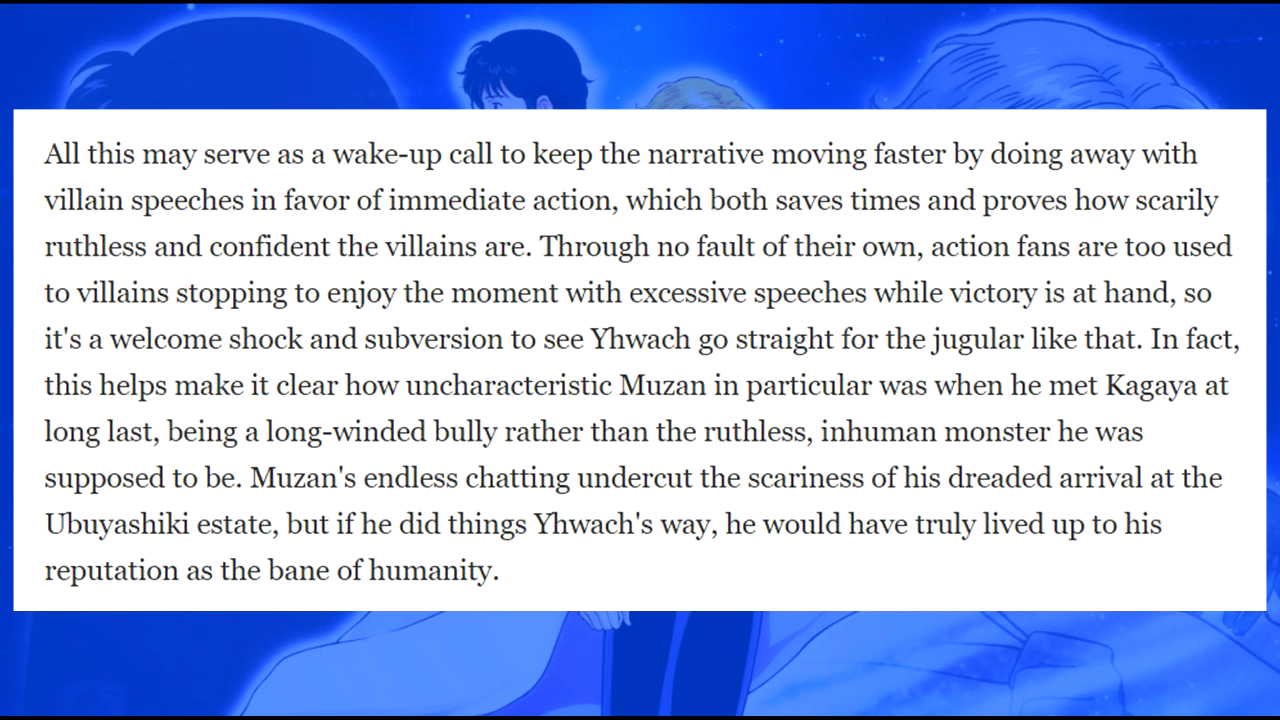 All this may serve as a wake-up call to keep the narrative moving faster by doing away with
villain speeches in favor of immediate action, which both saves times and proves how scarily
ruthless and confident the villains are. Through no fault of their own, action fans are too used
to villains stopping to enjoy the moment with excessive speeches while victory is at hand, so
it's a welcome shock and subversion to see Yhwach go straight for the jugular like that. In fact,
this helps make it clear how uncharacteristic Muzan in particular was when he met Kagaya at
long last, being a long-winded bully rather than the ruthless, inhuman monster he was
supposed to be. Muzan's endless chatting undercut the scariness of his dreaded arrival at the
Ubuyashiki estate, but if he did things Yhwach's way, he would have truly lived up to his
reputation as the bane of humanity.